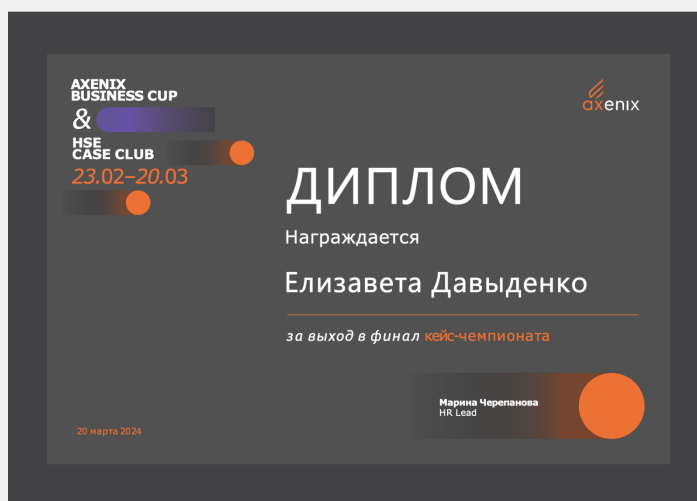 AXENIX
BUSINESS CUP
&
HSE
CASE CLUB
23.02–20.03
axenix
ДИПЛОМ
Награждается
Елизавета Давыденко
за выход в финал кейс-чемпионата
Марина Черепанова
HR Lead
20 марта 2024